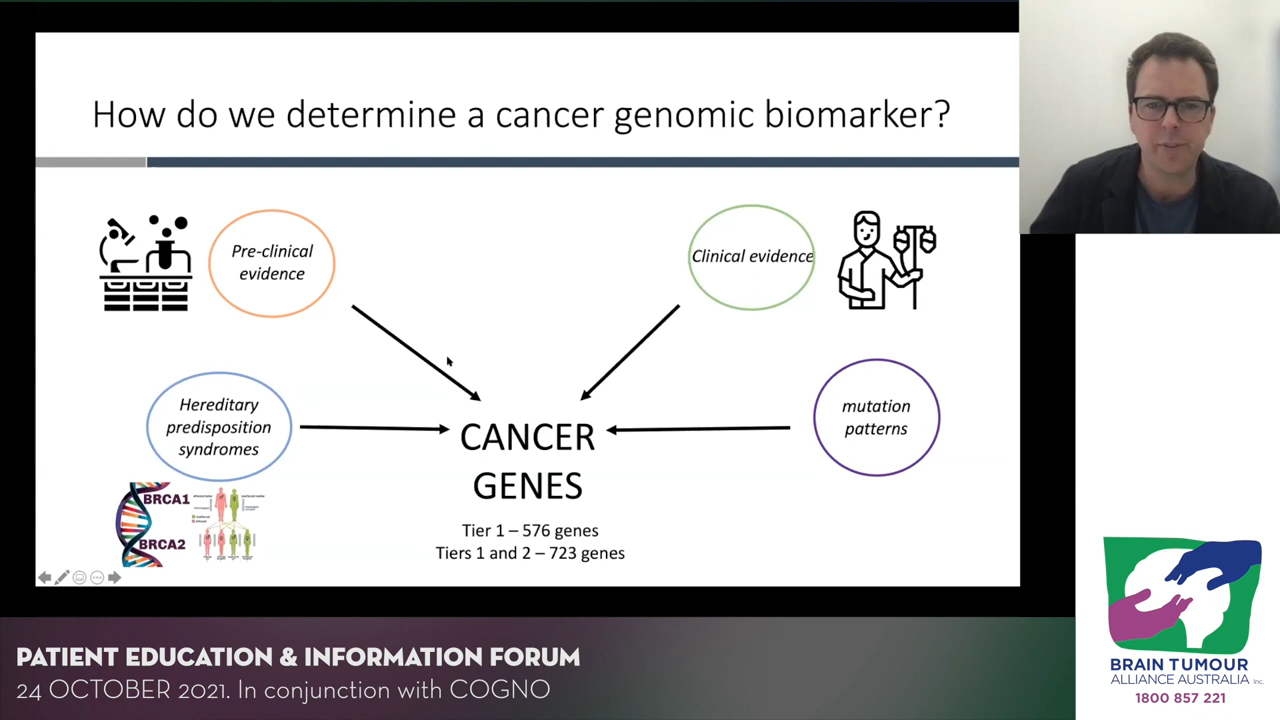 How do we determine a cancer genomic biomarker?
Pre-clinical
evidence
Clinical evidence
Hereditary
predisposition
syndromes
mutation
patterns
CANCER
GENES
Tier 1 – 576 genes
Tiers 1 and 2 – 723 genes
BRCA1
BRCA2
PATIENT EDUCATION & INFORMATION FORUM
24 OCTOBER 2021. In conjunction with COGNO
BRAIN TUMOUR
ALLIANCE AUSTRALIA Inc.
1800 857 221